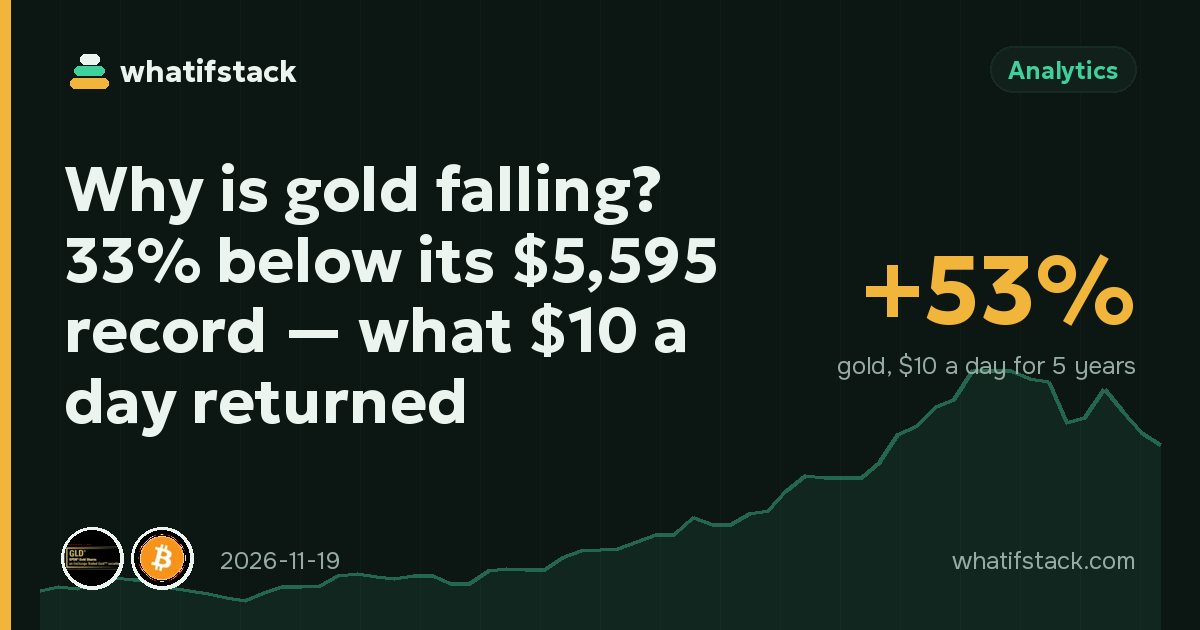 whatifstack
Analytics
Why is gold falling?
33% below its $5,595
record — what $10 a
day returned
+53%
gold, $10 a day for 5 years
GLD
2026-11-19
whatifstack.com